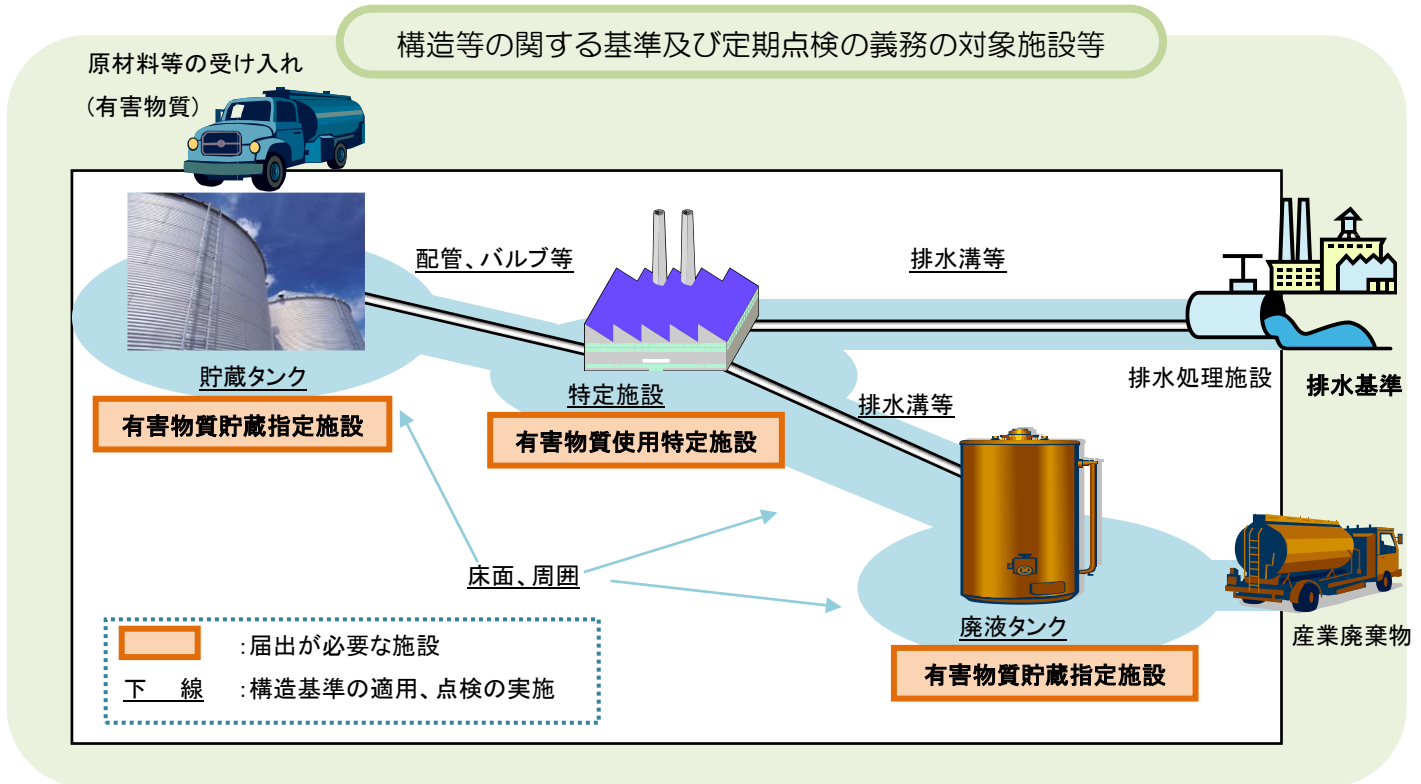 構造等の関する基準及び定期点検の義務の対象施設等
原材料等の受け入れ
(有害物質)
配管、バルブ等
排水溝等
貯蔵タンク
有害物質貯蔵指定施設
特定施設
有害物質使用特定施設
排水溝等
排水処理施設
排水基準
床面、周囲
廃液タンク
有害物質貯蔵指定施設
産業廃棄物
:届出が必要な施設
下 線 :構造基準の適用、点検の実施